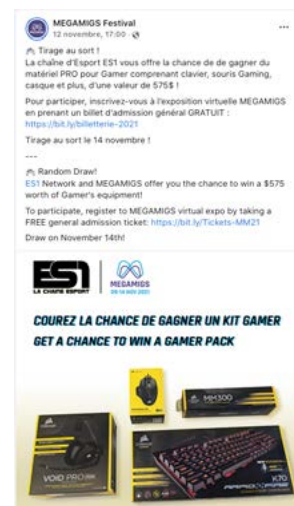 MEGAMIGS Festival
12 novembre, 17:00 ·
Tirage au sort !
La chaîne d'Esport ES1 vous offre la chance de de gagner du
matériel PRO pour Gamer comprenant clavier, souris Gaming,
casque et plus, d'une valeur de 575$ !
Pour participer, inscrivez-vous à l'exposition virtuelle MEGAMIGS
en prenant un billet d'admission général GRATUIT :
https://bit.ly/billetterie-2021
Tirage au sort le 14 novembre !
---
Random Draw!
ES1 Network and MEGAMIGS offer you the chance to win a $575
worth of Gamer's equipment!
To participate, register to MEGAMIGS virtual expo by taking a
FREE general admission ticket: https://bit.ly/Tickets-MM21
Draw on November 14th!
ES1
LA CHAINE ESPORT
MEGAMIGS
09-14 NOV 2021
COUREZ LA CHANCE DE GAGNER UN KIT GAMER
GET A CHANCE TO WIN A GAMER PACK
MM300
VOID PRO
K70